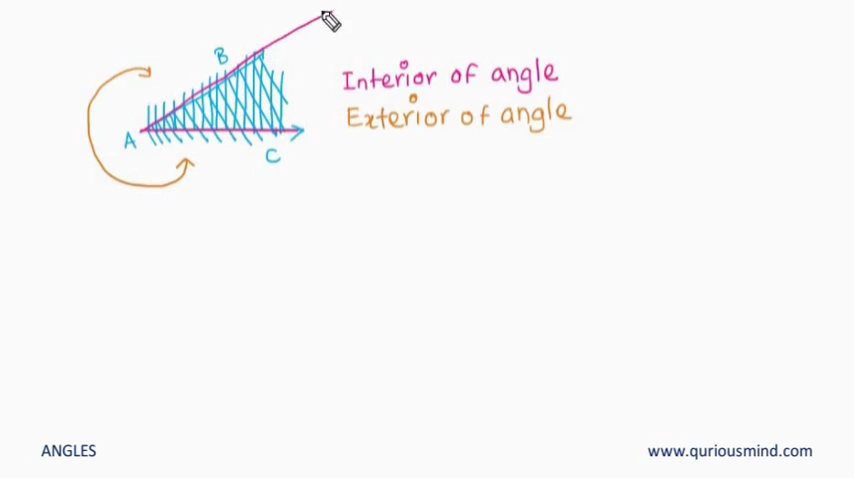 B
Interior of angle
Exterior of angle
A
C
ANGLES
www.quriousmind.com